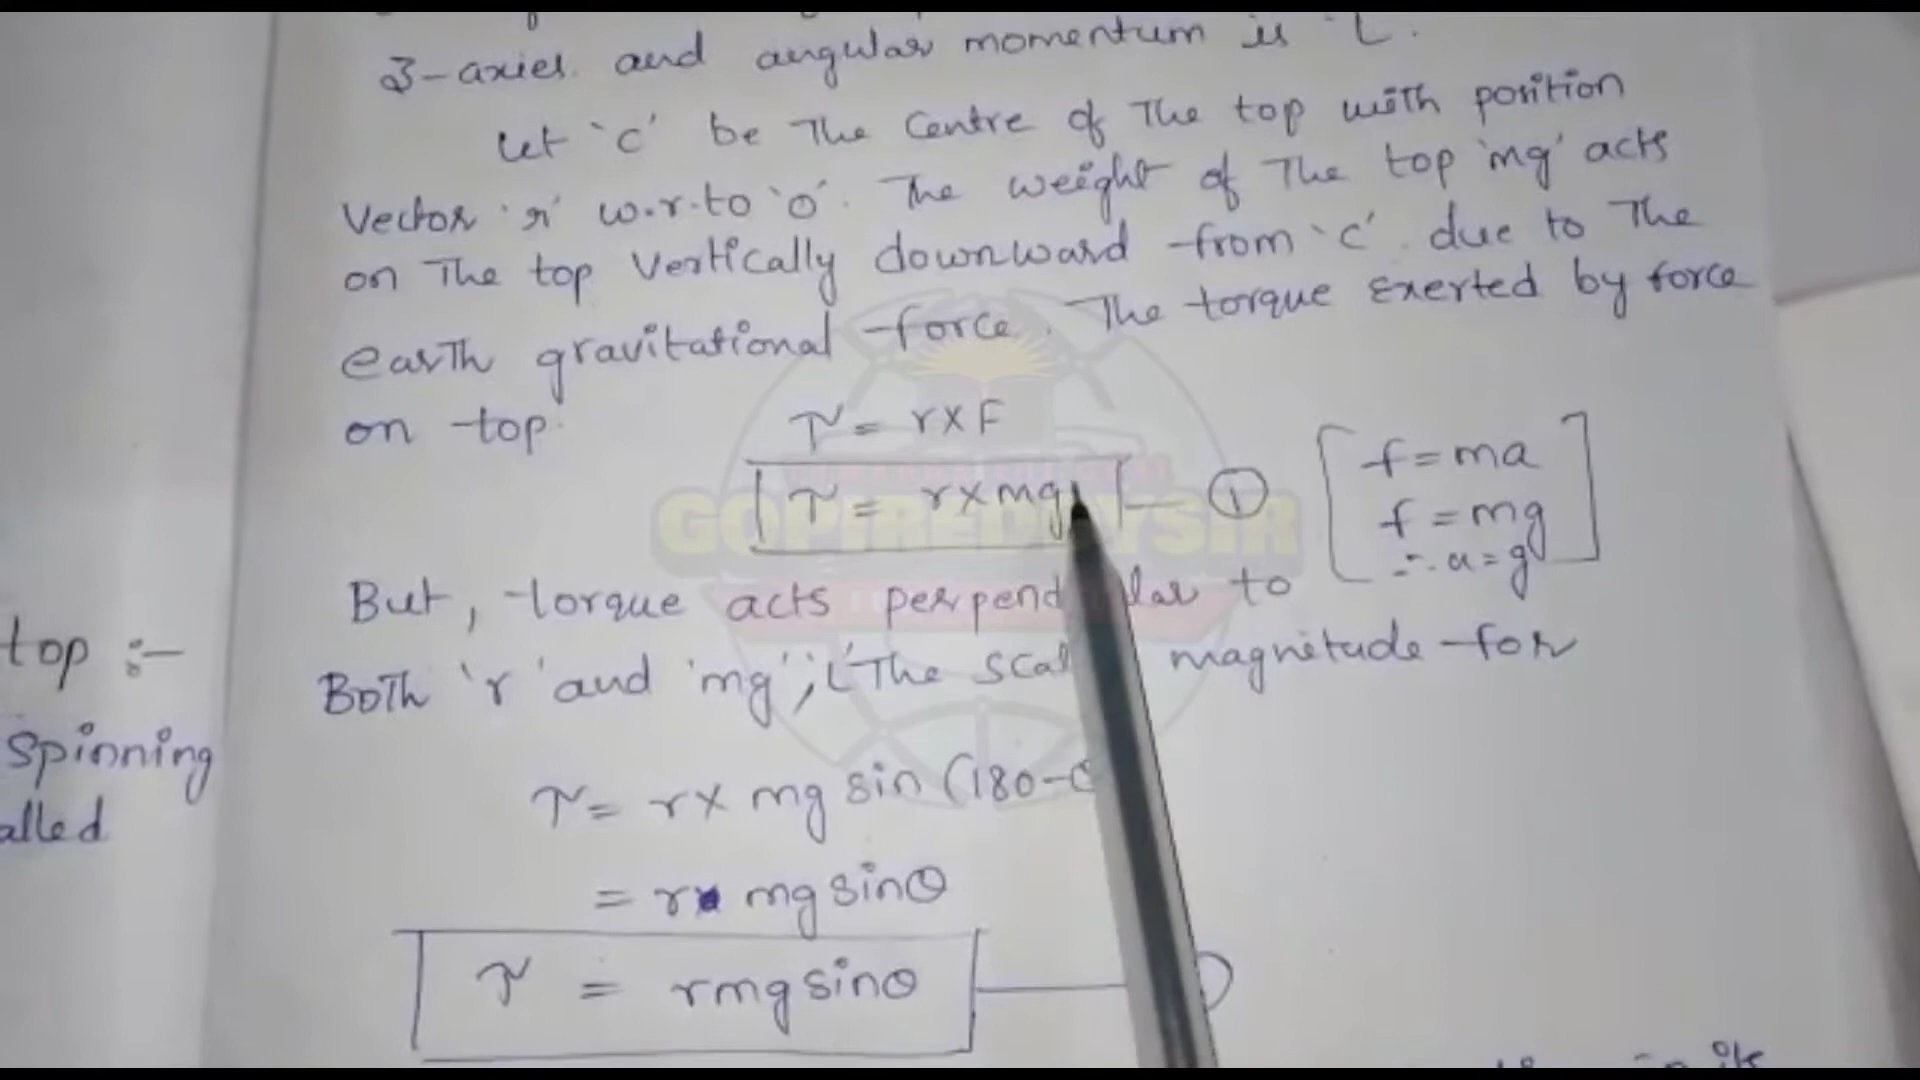 3-axies. and angular momentum is 'L'.
Let 'c' be The Centre of The top with position
Vector 'r' w.r.to 'o'. The weight of The top 'mg' acts
on The top Vertically downward from 'c'. due to The
earth gravitational force. The torque exerted by force
on top.
τ = r×F
τ = r×mg — ①
f = ma
f = mg
∴ a = g
But, torque acts to
Both 'r' and 'mg'; The magnitude for
τ = r× mg sin (180-
= r mg sinθ
τ = rmg sinθ
top :-
Spinning
alled
GOPIREDDYSIR